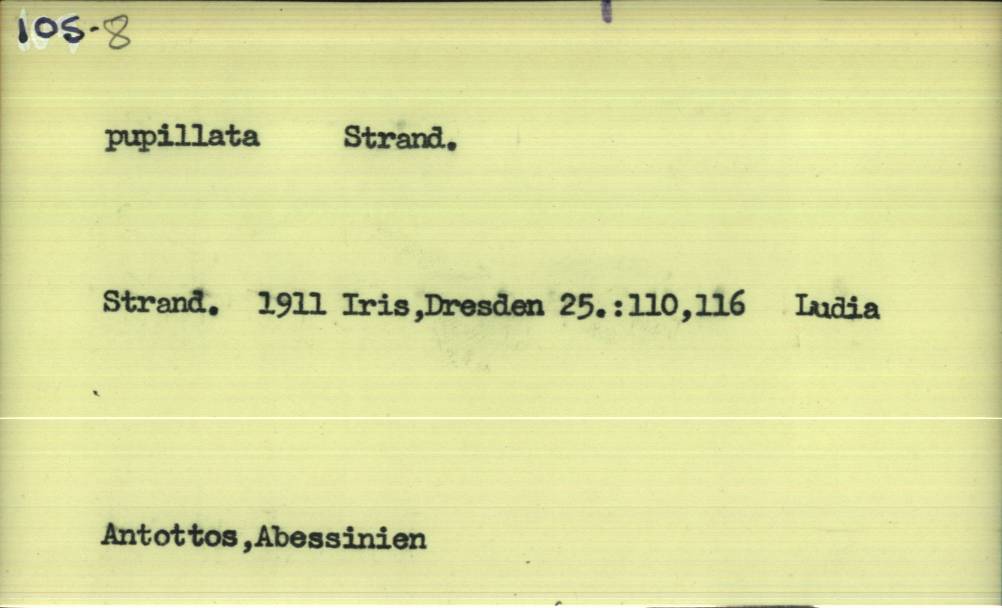 105-8
pupillata Strand.
Strand. 1911 Iris,Dresden 25.:110,116 Ludia
Antottos,Abessinien